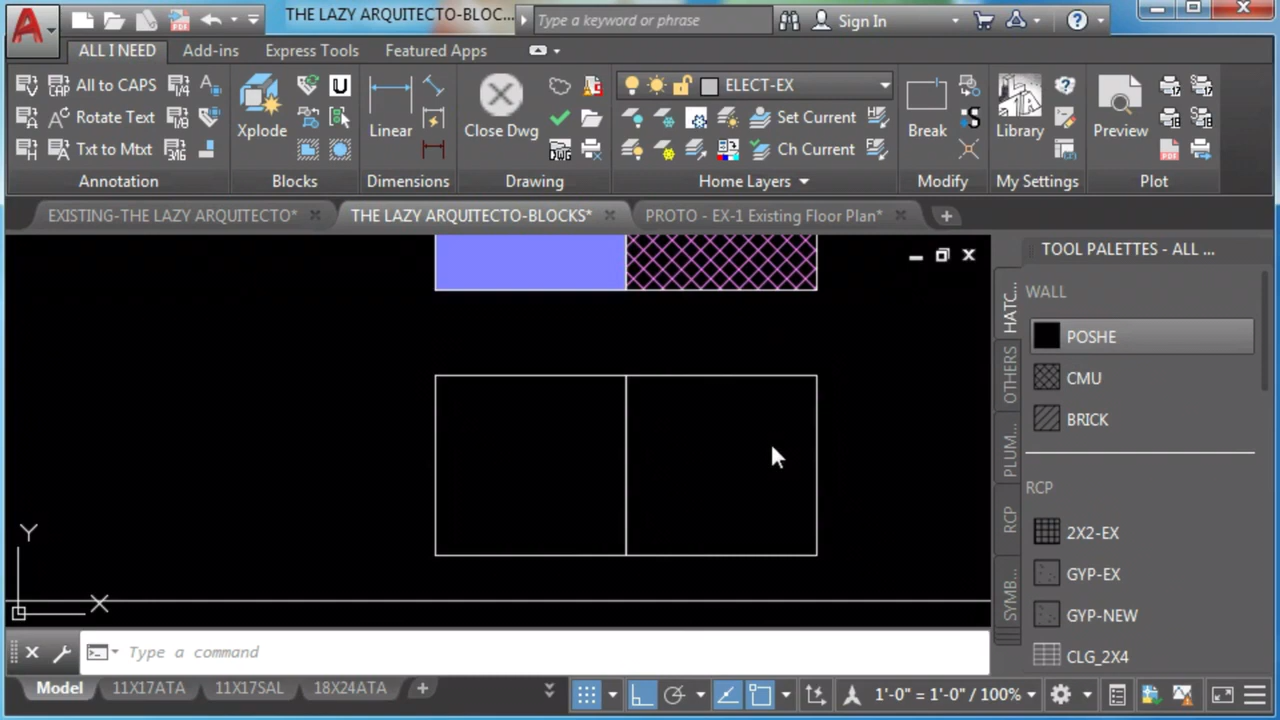 THE LAZY ARQUITECTO-BLOC... Type a keyword or phrase Sign In
ALL I NEED Add-ins Express Tools Featured Apps
All to CAPS
Rotate Text
Txt to Mtxt
Annotation
Xplode
Blocks
Linear
Dimensions
Close Dwg
Drawing
ELECT-EX
Set Current
Ch Current
Home Layers
Break
Modify
Library
My Settings
Preview
Plot
EXISTING-THE LAZY ARQUITECTO* THE LAZY ARQUITECTO-BLOCKS* PROTO - EX-1 Existing Floor Plan*
TOOL PALETTES - ALL ...
HATC...
OTHERS
PLUM...
RCP
SYMB...
WALL
POSHE
CMU
BRICK
RCP
2X2-EX
GYP-EX
GYP-NEW
CLG_2X4
Y
X
Type a command
Model 11X17ATA 11X17SAL 18X24ATA
1'-0" = 1'-0" / 100%